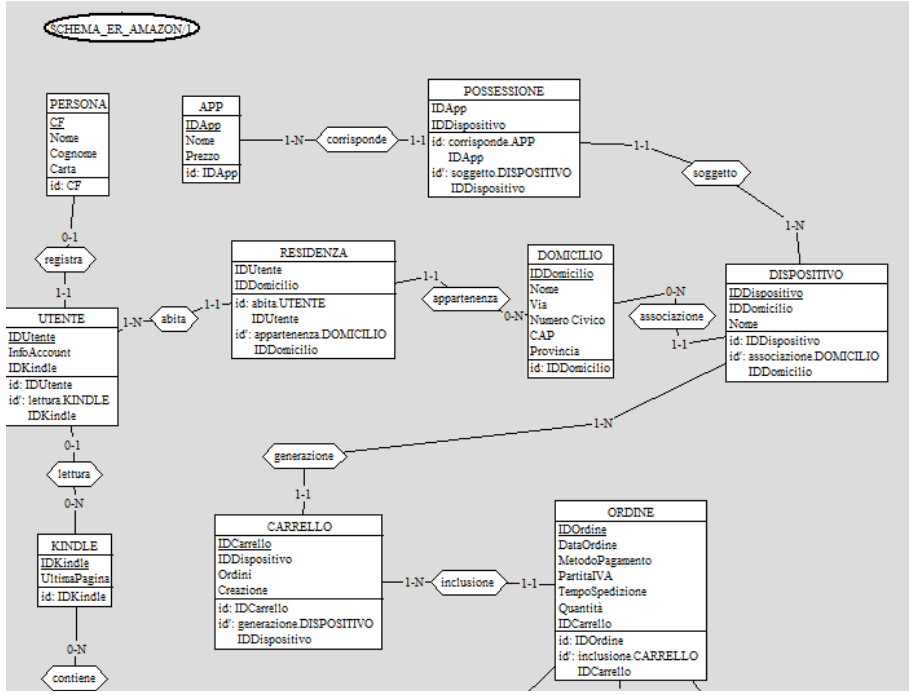 SCHEMA_ER_AMAZON/1
PERSONA
CF
Nome
Cognome
Carta
id: CF
APP
IDApp
Nome
Prezzo
id: IDApp
1-N
corrisponde
1-1
POSSESSIONE
IDApp
IDDispositivo
id: corrisponde.APP
IDApp
id': soggetto.DISPOSITIVO
IDDispositivo
1-1
soggetto
1-N
0-1
registra
1-1
UTENTE
IDUtente
InfoAccount
IDKindle
id: IDUtente
id': lettura.KINDLE
IDKindle
1-N
abita
1-1
RESIDENZA
IDUtente
IDDomicilio
id: abita.UTENTE
IDUtente
id': appartenenza.DOMICILIO
IDDomicilio
1-1
appartenenza
0-N
DOMICILIO
IDDomicilio
Nome
Via
Numero Civico
CAP
Provincia
id: IDDomicilio
0-N
associazione
1-1
DISPOSITIVO
IDDispositivo
IDDomicilio
Nome
id: IDDispositivo
id': associazione.DOMICILIO
IDDomicilio
1-N
generazione
1-1
0-1
lettura
0-N
KINDLE
IDKindle
UltimaPagina
id: IDKindle
0-N
contiene
CARRELLO
IDCarrello
IDDispositivo
Ordini
Creazione
id: IDCarrello
id': generazione.DISPOSITIVO
IDDispositivo
1-N
inclusione
1-1
ORDINE
IDOrdine
DataOrdine
MetodoPagamento
PartitaIVA
TempoSpedizione
Quantità
IDCarrello
id: IDOrdine
id': inclusione.CARRELLO
IDCarrello